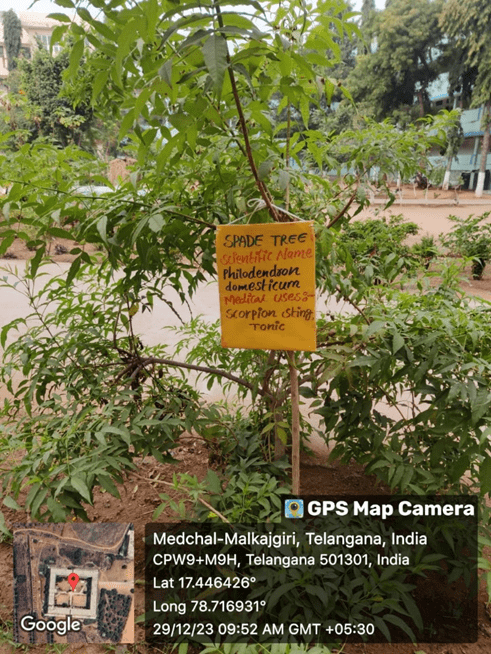 SPADE TREE
Scientific Name
Philodendron
domesticum
Medical uses:-
Scorpion sting
Tonic
GPS Map Camera
Medchal-Malkajgiri, Telangana, India
CPW9+M9H, Telangana 501301, India
Lat 17.446426°
Long 78.716931°
29/12/23 09:52 AM GMT +05:30
Google